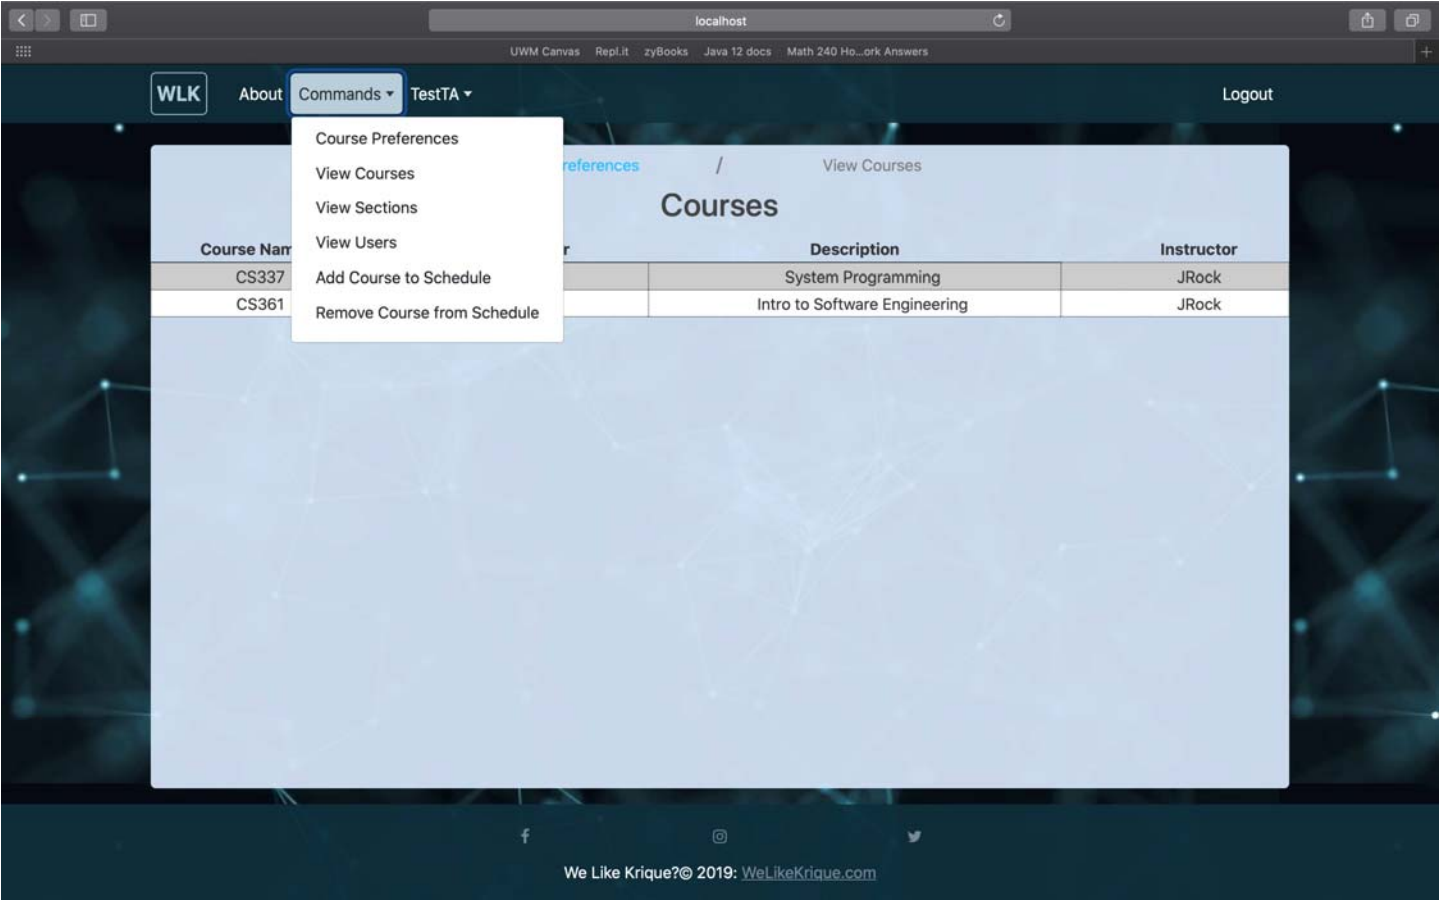 localhost
UWM Canvas Repl.it zyBooks Java 12 docs Math 240 Ho...ork Answers
WLK About Commands TestTA Logout
Course Preferences
View Courses
View Sections
View Users
Add Course to Schedule
Remove Course from Schedule
references / View Courses
Courses
Course Nam r Description Instructor
CS337 System Programming JRock
CS361 Intro to Software Engineering JRock
We Like Krique?© 2019: WeLikeKrique.com